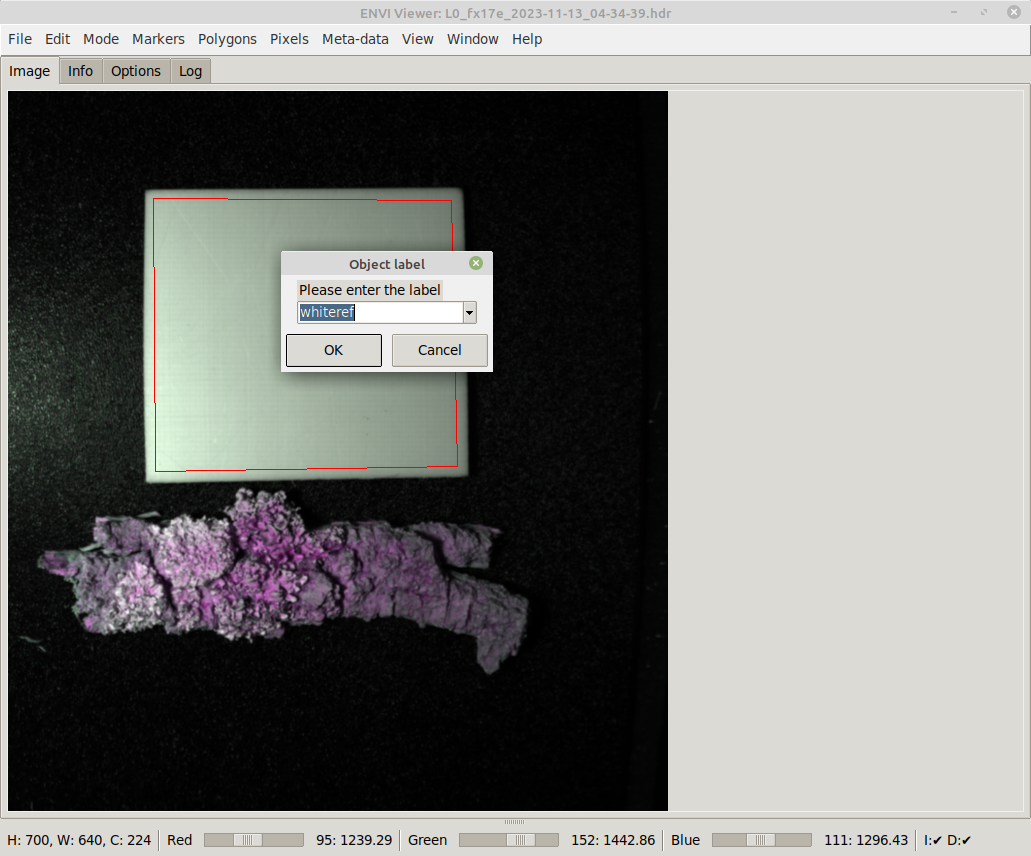 ENVI Viewer: L0_fx17e_2023-11-13_04-34-39.hdr
File Edit Mode Markers Polygons Pixels Meta-data View Window Help
Image Info Options Log
Object label
Please enter the label
whiteref
OK Cancel
H: 700, W: 640, C: 224 Red 95: 1239.29 Green 152: 1442.86 Blue 111: 1296.43 I:✔ D:✔